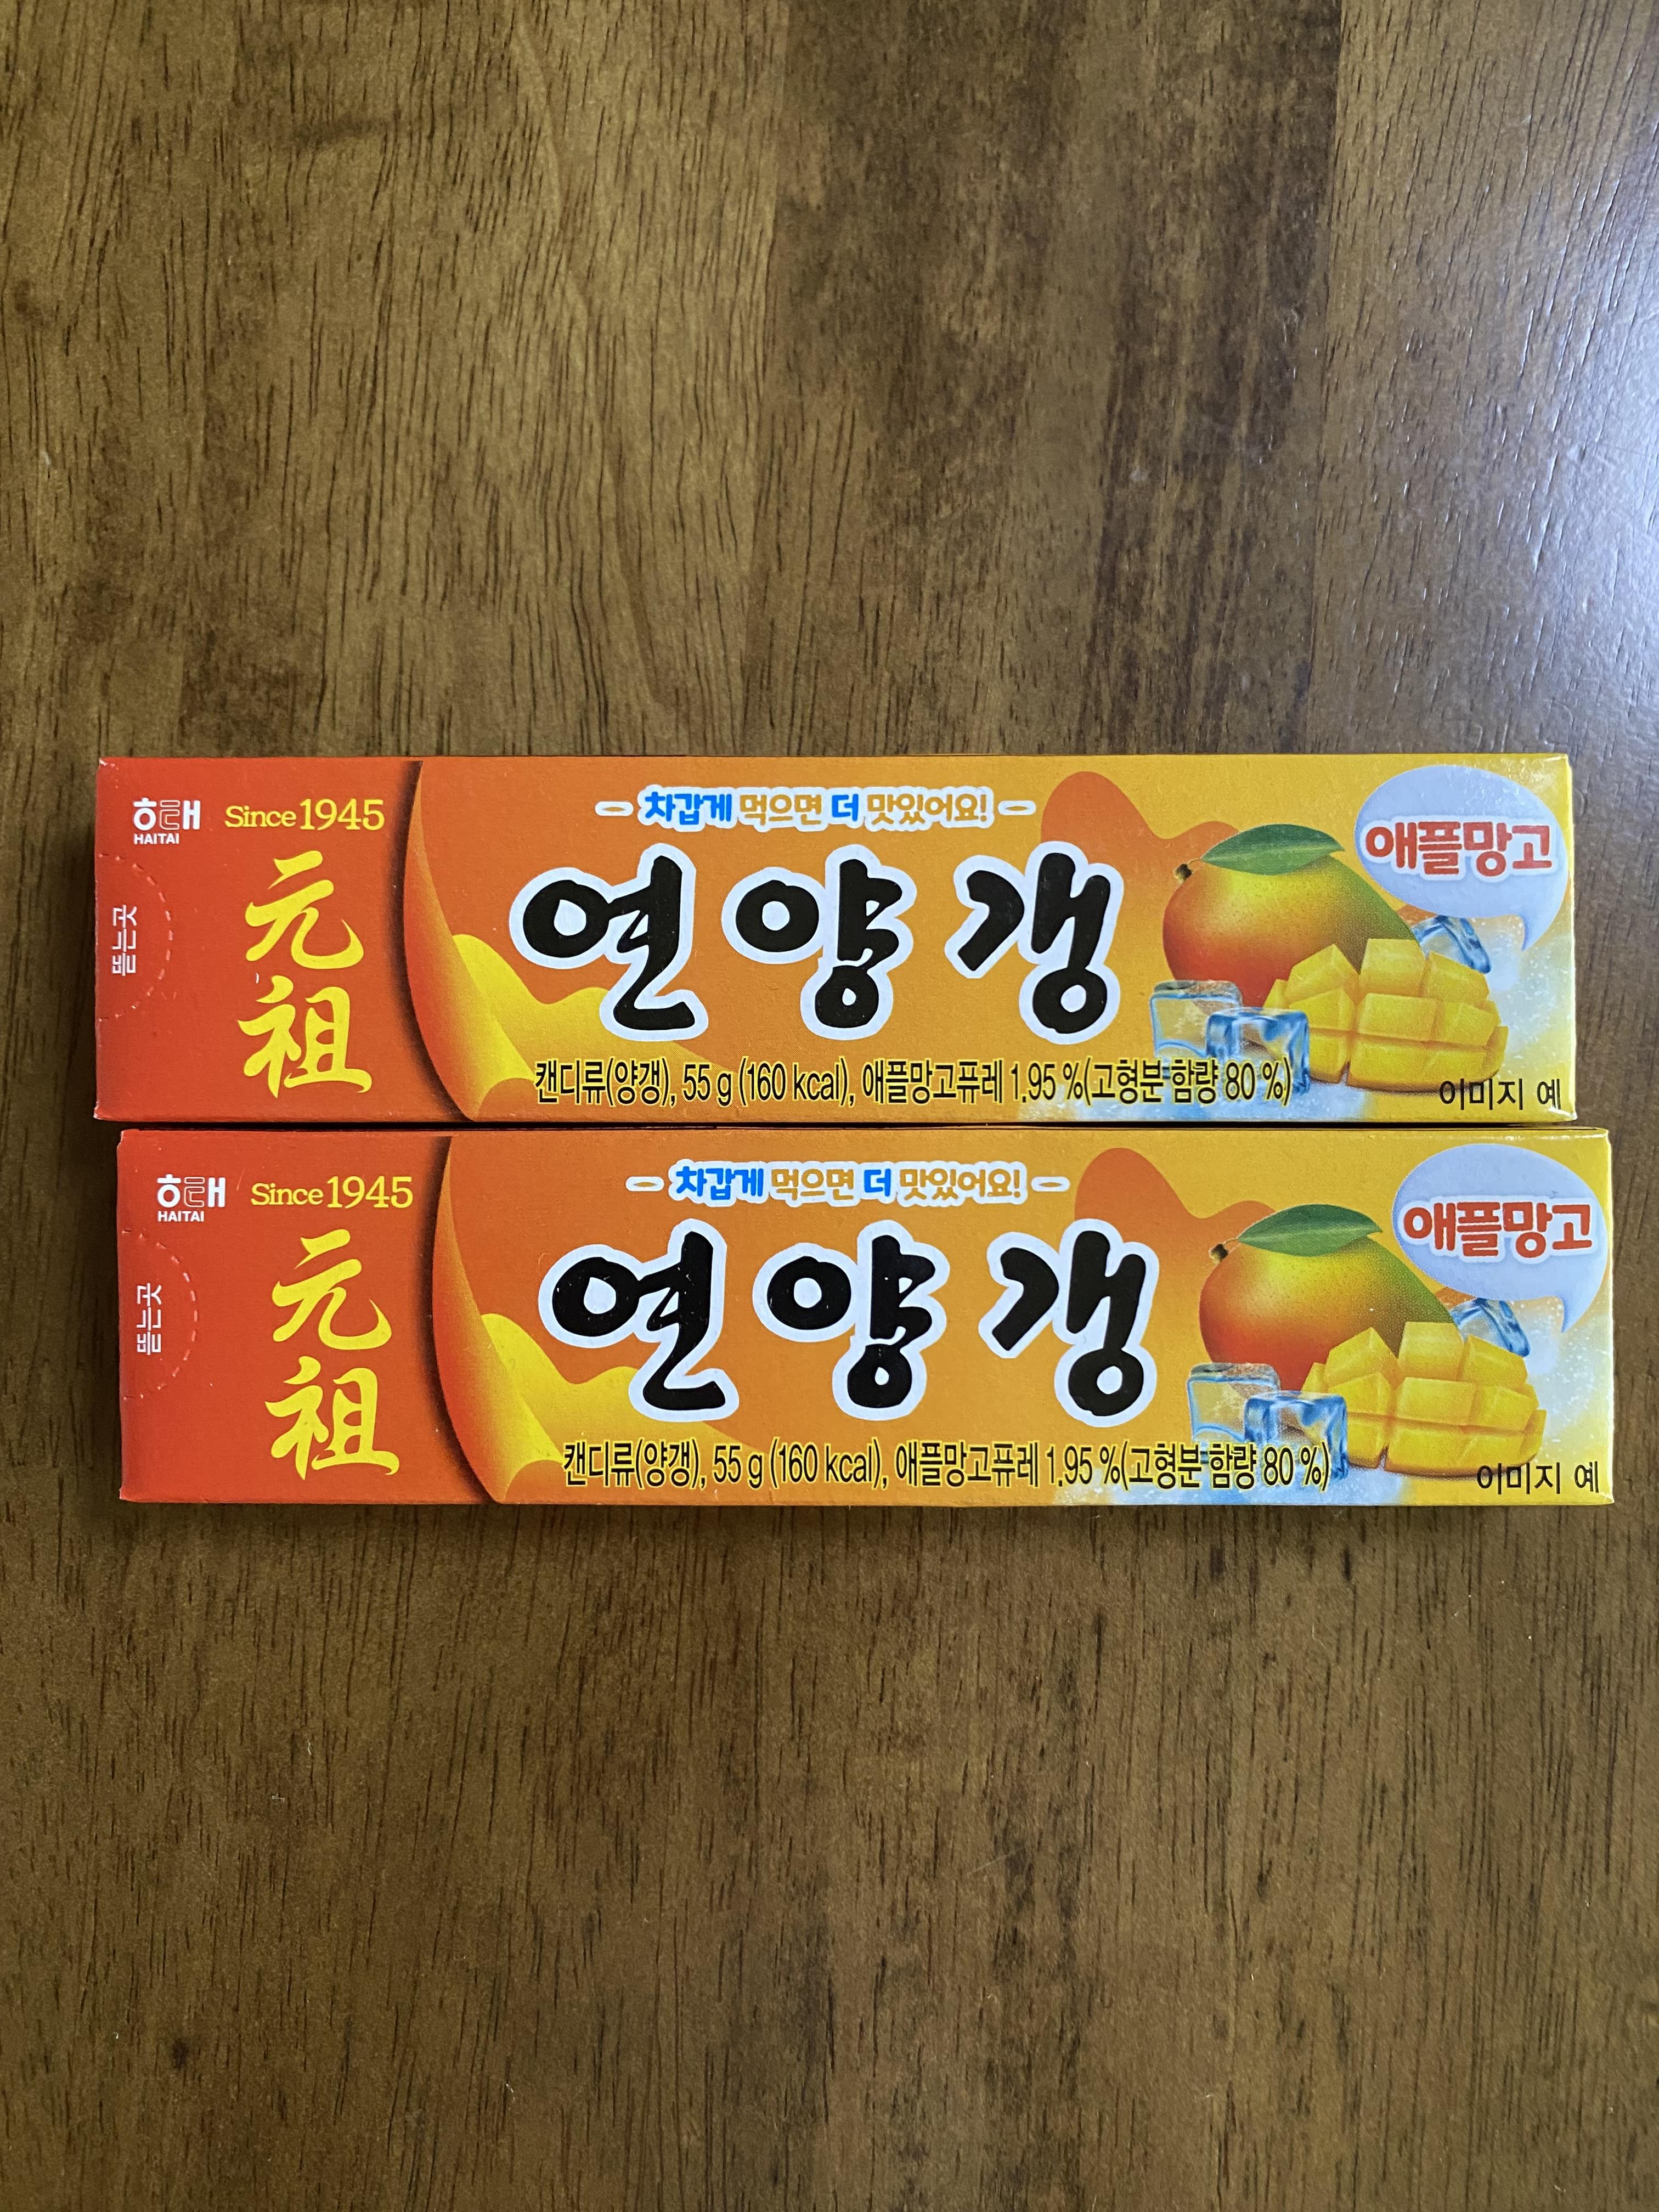 해태
HAITAI
Since 1945
元祖
뜯는곳
차갑게 먹으면 더 맛있어요!
연양갱
캔디류(양갱), 55 g (160 kcal), 애플망고퓨레 1.95 %(고형분 함량 80 %)
애플망고
이미지 예
해태
HAITAI
Since 1945
元祖
뜯는곳
차갑게 먹으면 더 맛있어요!
연양갱
캔디류(양갱), 55 g (160 kcal), 애플망고퓨레 1.95 %(고형분 함량 80 %)
애플망고
이미지 예